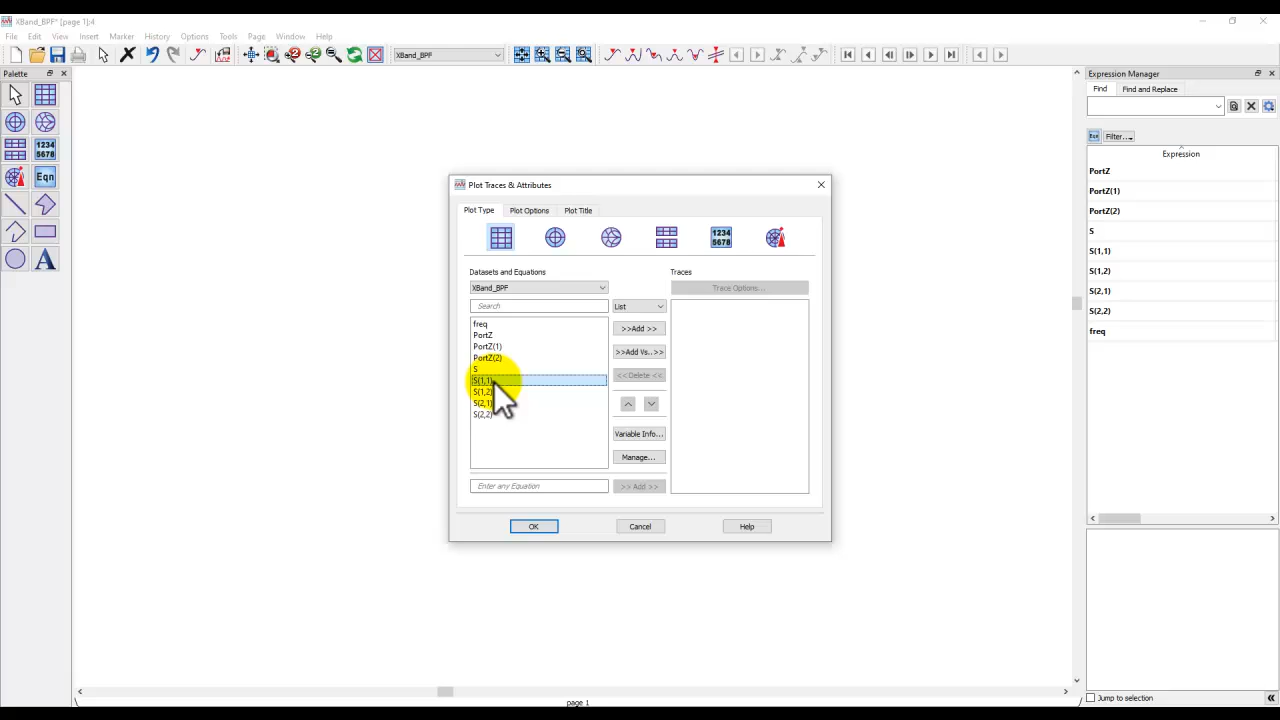 XBand_BPF* [page 1]:4
File Edit View Insert Marker History Options Tools Page Window Help
XBand_BPF
Palette
1234
5678
Eqn
A
Plot Traces & Attributes
Plot Type Plot Options Plot Title
1234
5678
Datasets and Equations
XBand_BPF
Search
List
freq
PortZ
PortZ(1)
PortZ(2)
S
S(1,1)
S(1,2)
S(2,1)
S(2,2)
Enter any Equation
>>Add >>
>>Add Vs..>>
<< Delete <<
Variable Info...
Manage...
>> Add >>
Traces
Trace Options...
OK Cancel Help
Expression Manager
Find Find and Replace
Eqn Filter...
Expression
PortZ
PortZ(1)
PortZ(2)
S
S(1,1)
S(1,2)
S(2,1)
S(2,2)
freq
Jump to selection
page 1